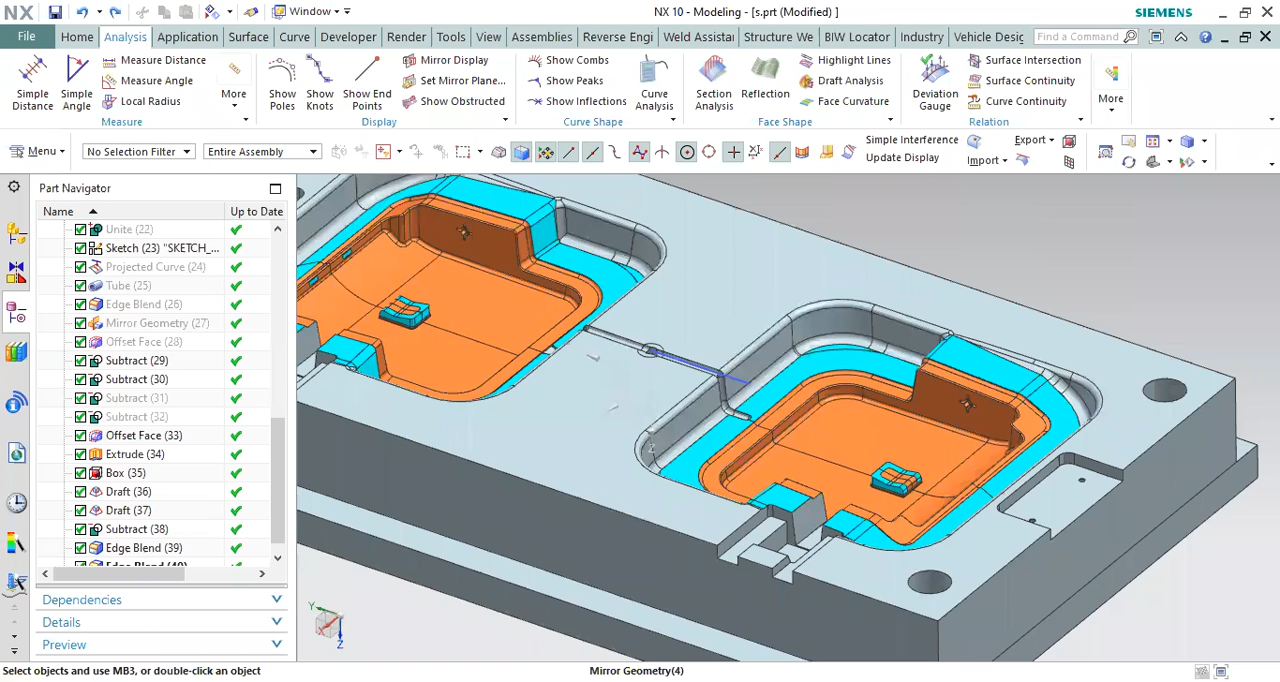 NX Window NX 10 - Modeling - [s.prt (Modified) ] SIEMENS
File Home Analysis Application Surface Curve Developer Render Tools View Assemblies Reverse Engi Weld Assistan Structure We BIW Locator Industry Vehicle Desig Find a Command
Simple Distance
Simple Angle
Measure Distance
Measure Angle
Local Radius
More
Measure
Show Poles
Show Knots
Show End Points
Mirror Display
Set Mirror Plane...
Show Obstructed
Display
Show Combs
Show Peaks
Show Inflections
Curve Analysis
Curve Shape
Section Analysis
Reflection
Highlight Lines
Draft Analysis
Face Curvature
Face Shape
Deviation Gauge
Surface Intersection
Surface Continuity
Curve Continuity
Relation
More
Menu No Selection Filter Entire Assembly
Simple Interference
Update Display
Export
Import
Part Navigator
Name Up to Date
Unite (22)
Sketch (23) "SKETCH_...
Projected Curve (24)
Tube (25)
Edge Blend (26)
Mirror Geometry (27)
Offset Face (28)
Subtract (29)
Subtract (30)
Subtract (31)
Subtract (32)
Offset Face (33)
Extrude (34)
Box (35)
Draft (36)
Draft (37)
Subtract (38)
Edge Blend (39)
Edge Blend (40)
Dependencies
Details
Preview
Z
Y
X
Z
Select objects and use MB3, or double-click an object Mirror Geometry(4)